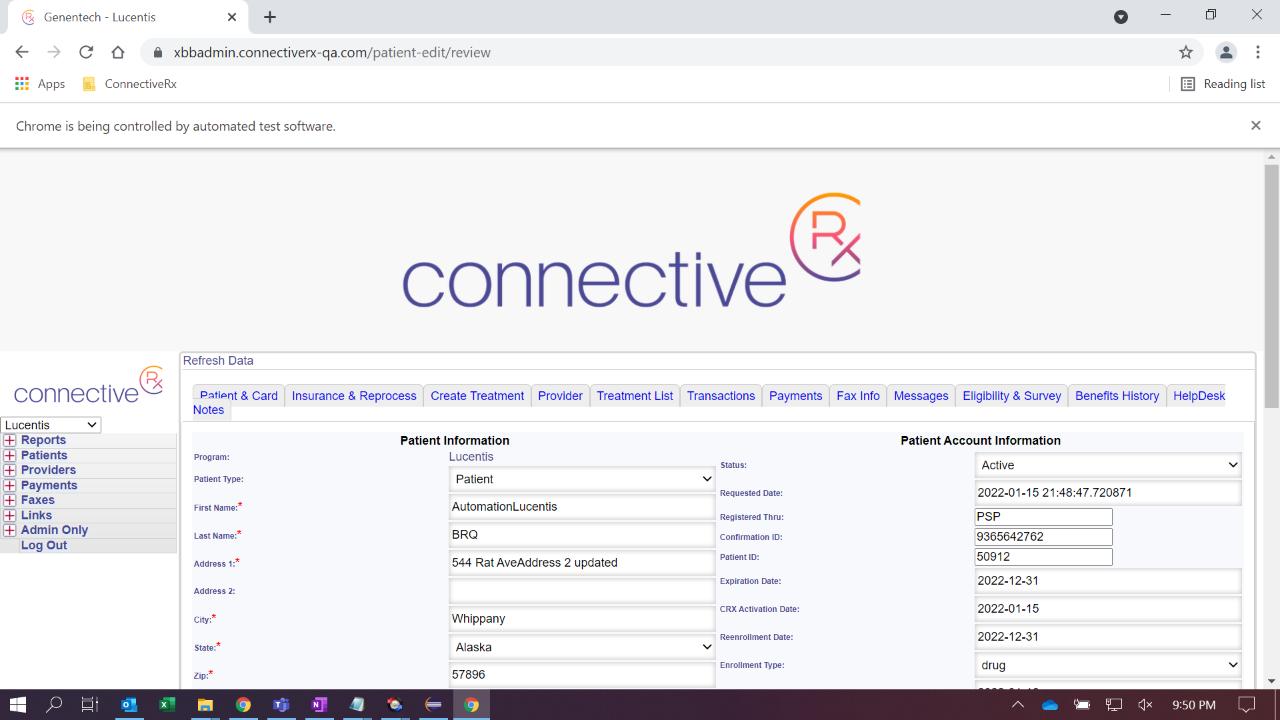 Genentech - Lucentis
xbbadmin.connectiverx-qa.com/patient-edit/review
Apps
ConnectiveRx
Reading list
Chrome is being controlled by automated test software.
connective Rx
Refresh Data
connective Rx
Patient & Card Insurance & Reprocess Create Treatment Provider Treatment List Transactions Payments Fax Info Messages Eligibility & Survey Benefits History HelpDesk
Notes
Lucentis
Reports
Patients
Providers
Payments
Faxes
Links
Admin Only
Log Out
Patient Information
Program: Lucentis
Patient Type: Patient
First Name:* AutomationLucentis
Last Name:* BRQ
Address 1:* 544 Rat AveAddress 2 updated
Address 2:
City:* Whippany
State:* Alaska
Zip:* 57896
Patient Account Information
Status: Active
Requested Date: 2022-01-15 21:48:47.720871
Registered Thru: PSP
Confirmation ID: 9365642762
Patient ID: 50912
Expiration Date: 2022-12-31
CRX Activation Date: 2022-01-15
Reenrollment Date: 2022-12-31
Enrollment Type: drug
9:50 PM